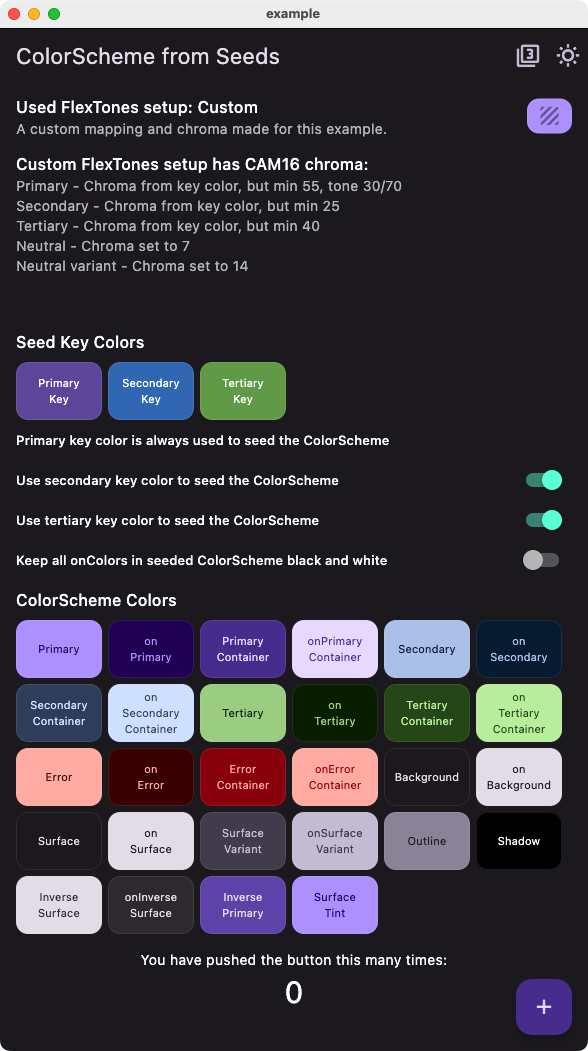 example
ColorScheme from Seeds
3
Used FlexTones setup: Custom
A custom mapping and chroma made for this example.
Custom FlexTones setup has CAM16 chroma:
Primary - Chroma from key color, but min 55, tone 30/70
Secondary - Chroma from key color, but min 25
Tertiary - Chroma from key color, but min 40
Neutral - Chroma set to 7
Neutral variant - Chroma set to 14
Seed Key Colors
Primary
Key
Secondary
Key
Tertiary
Key
Primary key color is always used to seed the ColorScheme
Use secondary key color to seed the ColorScheme
Use tertiary key color to seed the ColorScheme
Keep all onColors in seeded ColorScheme black and white
ColorScheme Colors
Primary
on
Primary
Primary
Container
onPrimary
Container
Secondary
on
Secondary
Secondary
Container
on
Secondary
Container
Tertiary
on
Tertiary
Tertiary
Container
on
Tertiary
Container
Error
on
Error
Error
Container
onError
Container
Background
on
Background
Surface
on
Surface
Surface
Variant
onSurface
Variant
Outline
Shadow
Inverse
Surface
onInverse
Surface
Inverse
Primary
Surface
Tint
You have pushed the button this many times:
0
+